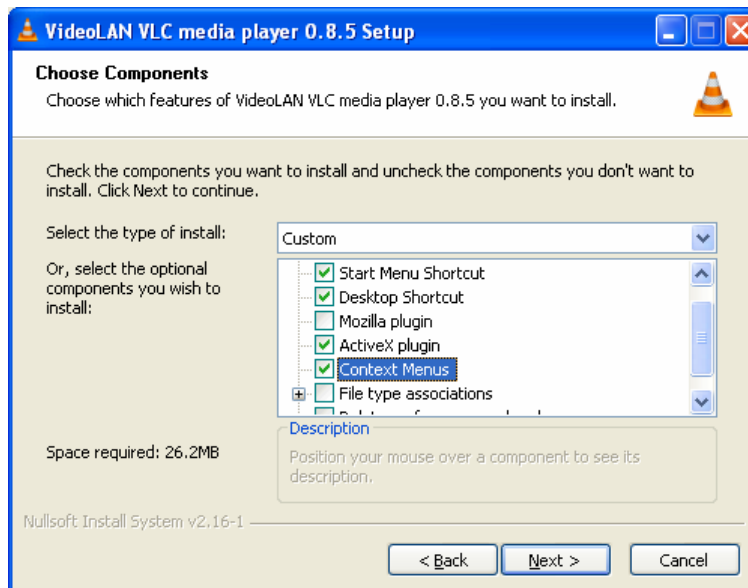 VideoLAN VLC media player 0.8.5 Setup
Choose Components
Choose which features of VideoLAN VLC media player 0.8.5 you want to install.
Check the components you want to install and uncheck the components you don't want to
install. Click Next to continue.
Select the type of install:
Custom
Or, select the optional
components you wish to
install:
Start Menu Shortcut
Desktop Shortcut
Mozilla plugin
ActiveX plugin
Context Menus
File type associations
Space required: 26.2MB
Description
Position your mouse over a component to see its
description.
Nullsoft Install System v2.16-1
< Back
Next >
Cancel